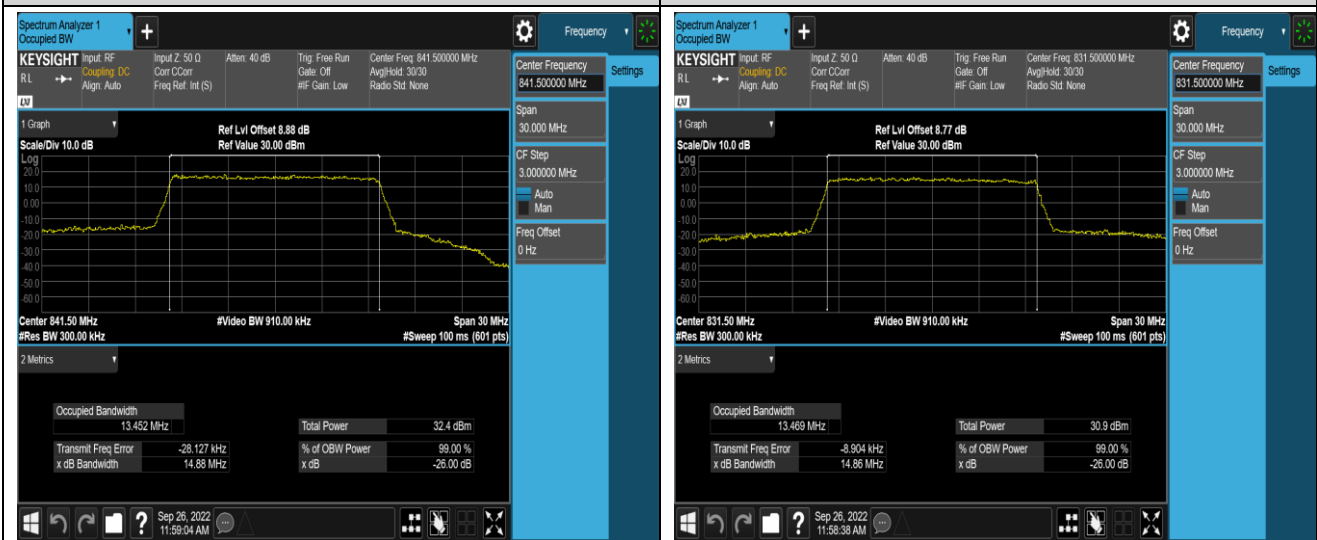 Spectrum Analyzer 1
Occupied BW
Frequency
KEYSIGHT
RL
LXI
Input: RF
Coupling: DC
Align: Auto
Input Z: 50 Ω
Corr CCorr
Freq Ref: Int (S)
Atten: 40 dB
Trig: Free Run
Gate: Off
#IF Gain: Low
Center Freq: 841.500000 MHz
Avg|Hold: 30/30
Radio Std: None
Center Frequency
841.500000 MHz
Settings
Span
30.000 MHz
CF Step
3.000000 MHz
Auto
Man
Freq Offset
0 Hz
1 Graph
Ref Lvl Offset 8.88 dB
Scale/Div 10.0 dB
Ref Value 30.00 dBm
Log
20.0
10.0
0.00
-10.0
-20.0
-30.0
-40.0
-50.0
-60.0
Center 841.50 MHz
#Video BW 910.00 kHz
Span 30 MHz
#Res BW 300.00 kHz
#Sweep 100 ms (601 pts)
2 Metrics
Occupied Bandwidth
13.452 MHz
Total Power 32.4 dBm
Transmit Freq Error -28.127 kHz
% of OBW Power 99.00 %
x dB Bandwidth 14.88 MHz
x dB -26.00 dB
Sep 26, 2022
11:59:04 AM
Spectrum Analyzer 1
Occupied BW
Frequency
KEYSIGHT
RL
LXI
Input: RF
Coupling: DC
Align: Auto
Input Z: 50 Ω
Corr CCorr
Freq Ref: Int (S)
Atten: 40 dB
Trig: Free Run
Gate: Off
#IF Gain: Low
Center Freq: 831.500000 MHz
Avg|Hold: 30/30
Radio Std: None
Center Frequency
831.500000 MHz
Settings
Span
30.000 MHz
CF Step
3.000000 MHz
Auto
Man
Freq Offset
0 Hz
1 Graph
Ref Lvl Offset 8.77 dB
Scale/Div 10.0 dB
Ref Value 30.00 dBm
Log
20.0
10.0
0.00
-10.0
-20.0
-30.0
-40.0
-50.0
-60.0
Center 831.50 MHz
#Video BW 910.00 kHz
Span 30 MHz
#Res BW 300.00 kHz
#Sweep 100 ms (601 pts)
2 Metrics
Occupied Bandwidth
13.469 MHz
Total Power 30.9 dBm
Transmit Freq Error -8.904 kHz
% of OBW Power 99.00 %
x dB Bandwidth 14.86 MHz
x dB -26.00 dB
Sep 26, 2022
11:58:38 AM